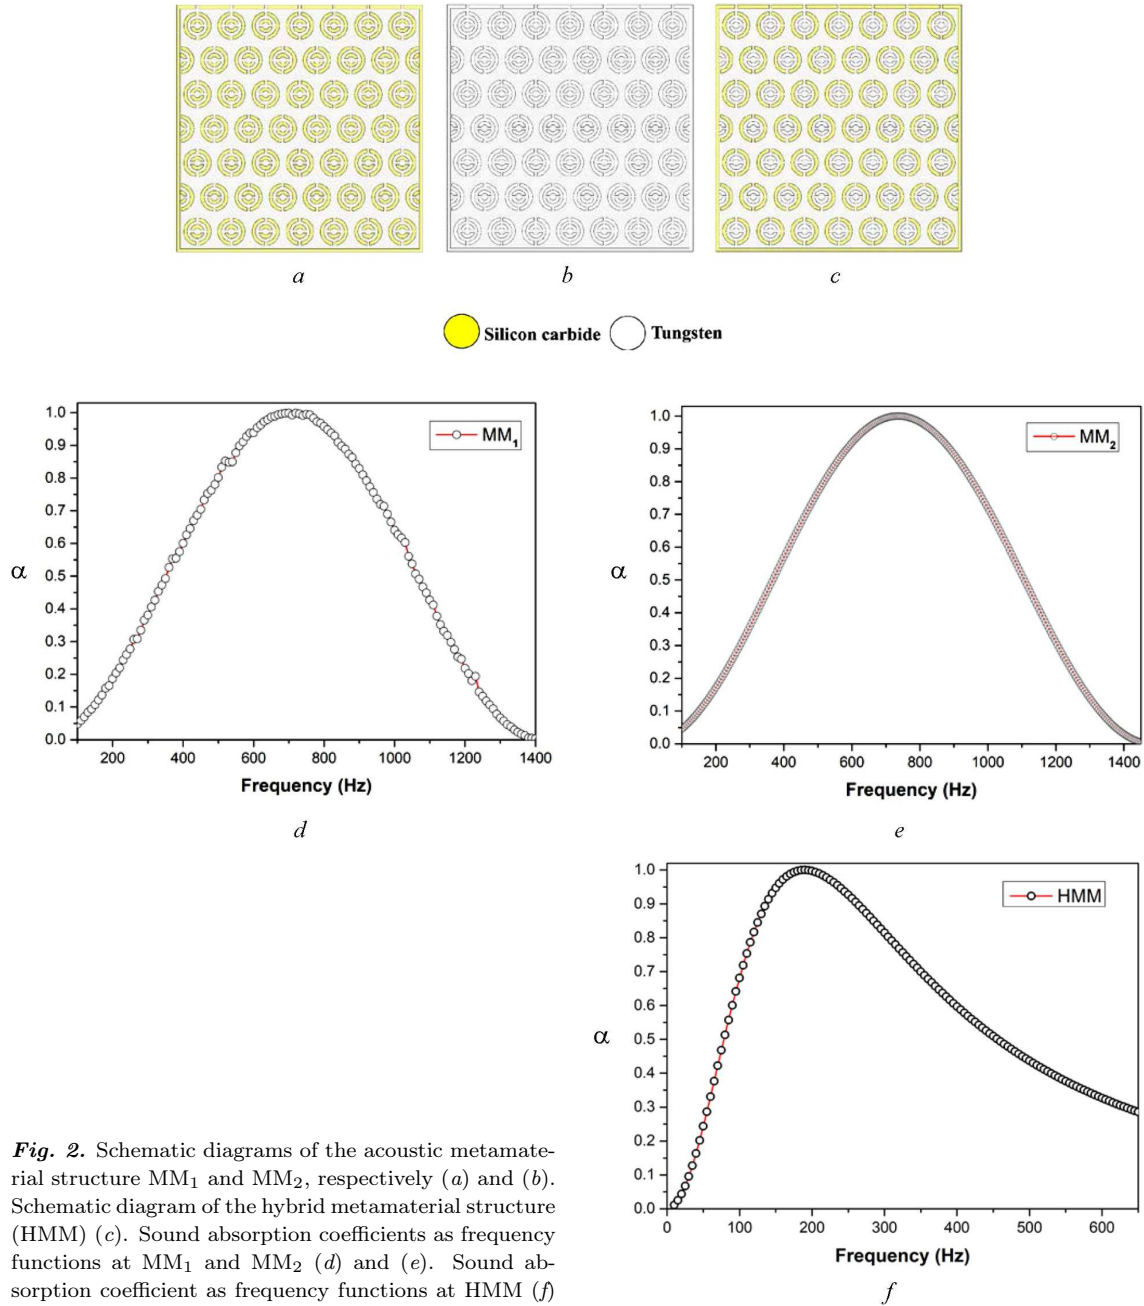 a
b
c
Silicon carbide
Tungsten
1.0
0.9
0.8
0.7
0.6
0.5
0.4
0.3
0.2
0.1
0.0
α
MM₁
200 400 600 800 1000 1200 1400
Frequency (Hz)
d
1.0
0.9
0.8
0.7
0.6
0.5
0.4
0.3
0.2
0.1
0.0
α
MM₂
200 400 600 800 1000 1200 1400
Frequency (Hz)
e
1.0
0.9
0.8
0.7
0.6
0.5
0.4
0.3
0.2
0.1
0.0
α
HMM
0 100 200 300 400 500 600
Frequency (Hz)
f
Fig. 2. Schematic diagrams of the acoustic metamate-
rial structure MM₁ and MM₂, respectively (a) and (b).
Schematic diagram of the hybrid metamaterial structure
(HMM) (c). Sound absorption coefficients as frequency
functions at MM₁ and MM₂ (d) and (e). Sound ab-
sorption coefficient as frequency functions at HMM (f)